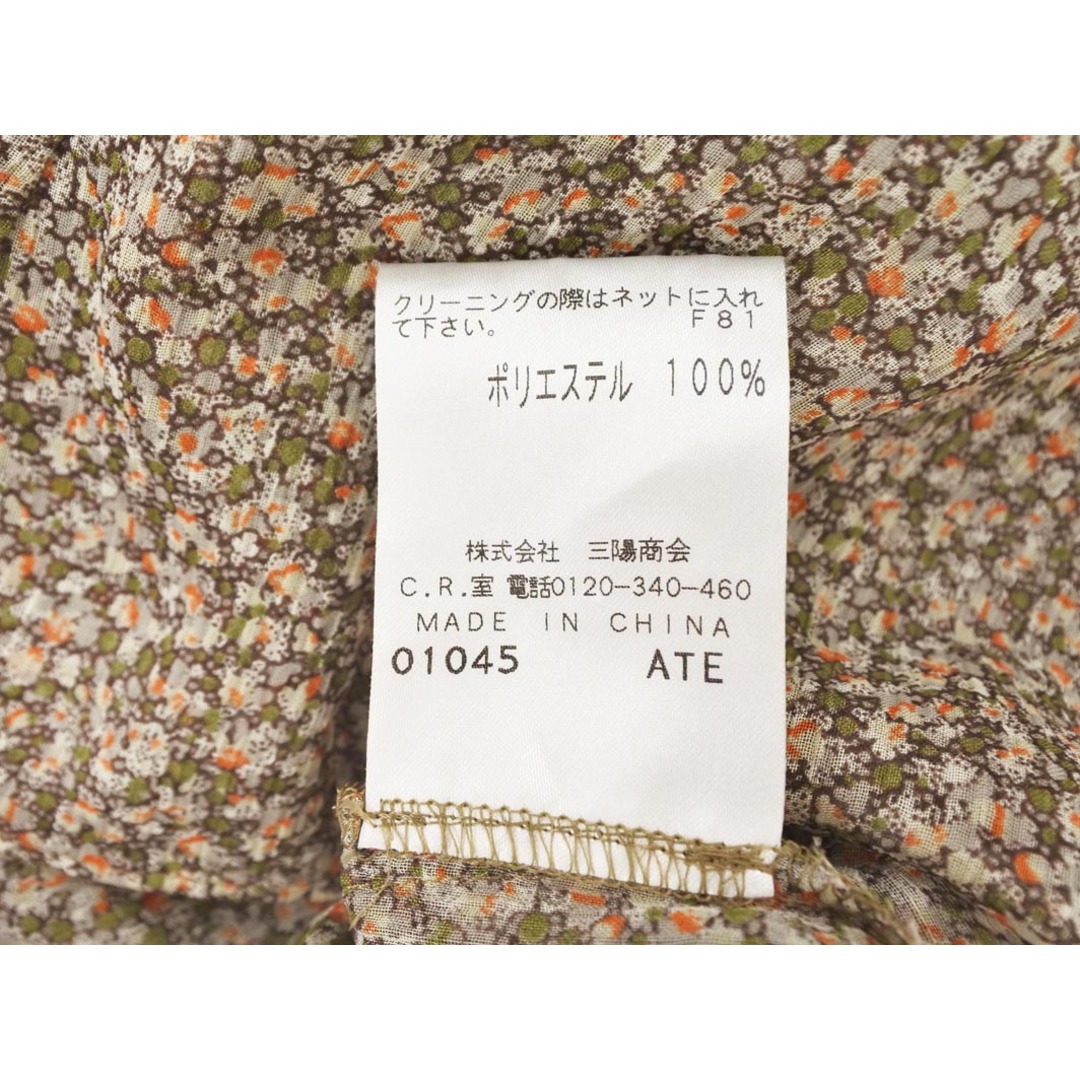 クリーニングの際はネットに入れ
て下さい。 F81
ポリエステル 100%
株式会社 三陽商会
C.R.室 電話0120-340-460
MADE IN CHINA
01045 ATE